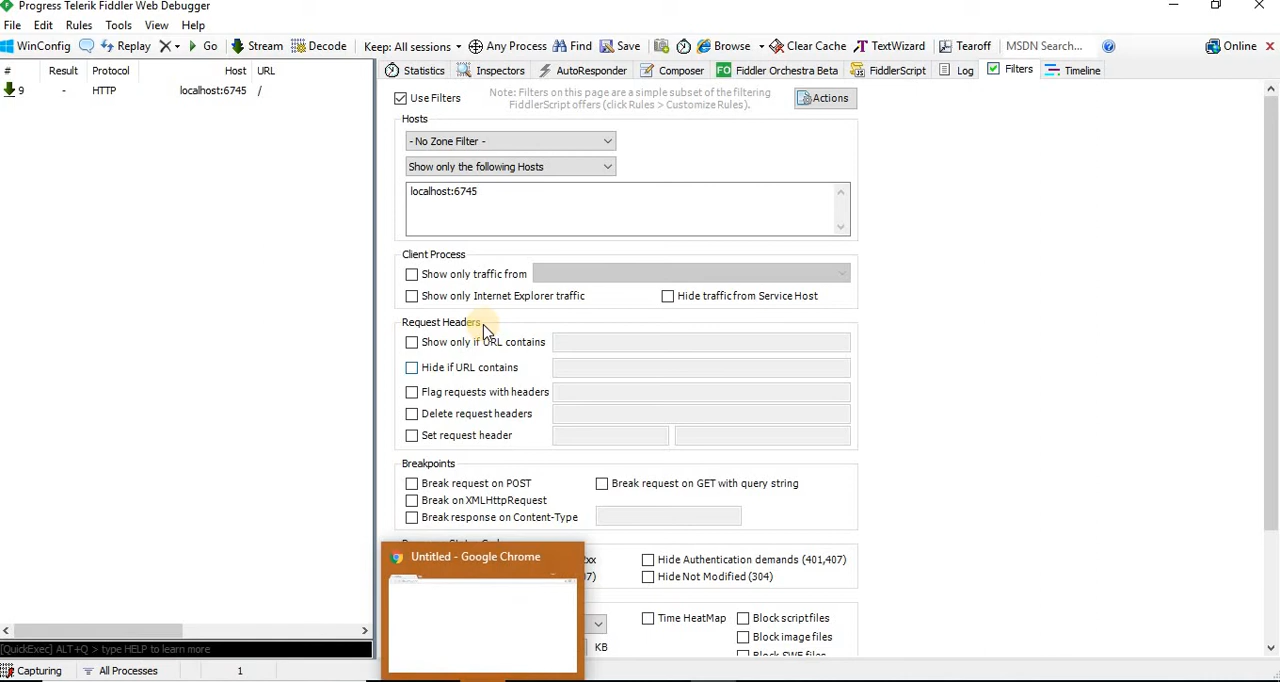 Progress Telerik Fiddler Web Debugger
File Edit Rules Tools View Help
WinConfig Replay Go Stream Decode Keep: All sessions Any Process Find Save Browse Clear Cache TextWizard Tearoff MSDN Search... Online
# Result Protocol Host URL
9 - HTTP localhost:6745 /
Statistics Inspectors AutoResponder Composer FO Fiddler Orchestra Beta FiddlerScript Log Filters Timeline
Use Filters
Note: Filters on this page are a simple subset of the filtering
FiddlerScript offers (click Rules > Customize Rules).
Actions
Hosts
- No Zone Filter -
Show only the following Hosts
localhost:6745
Client Process
Show only traffic from
Show only Internet Explorer traffic Hide traffic from Service Host
Request Headers
Show only if URL contains
Hide if URL contains
Flag requests with headers
Delete request headers
Set request header
Breakpoints
Break request on POST Break request on GET with query string
Break on XMLHttpRequest
Break response on Content-Type
Hide Authentication demands (401,407)
Hide Not Modified (304)
Time HeatMap Block script files
Block image files
KB Block SWF files
Untitled - Google Chrome
[QuickExec] ALT+Q > type HELP to learn more
Capturing All Processes 1